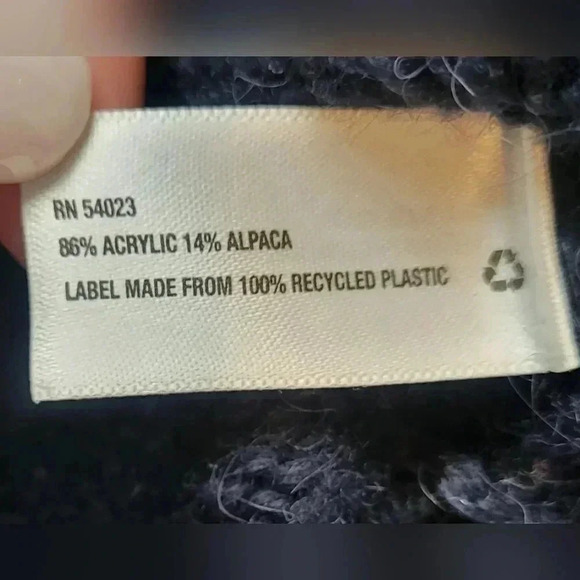 RN 54023
86% ACRYLIC 14% ALPACA
LABEL MADE FROM 100% RECYCLED PLASTIC